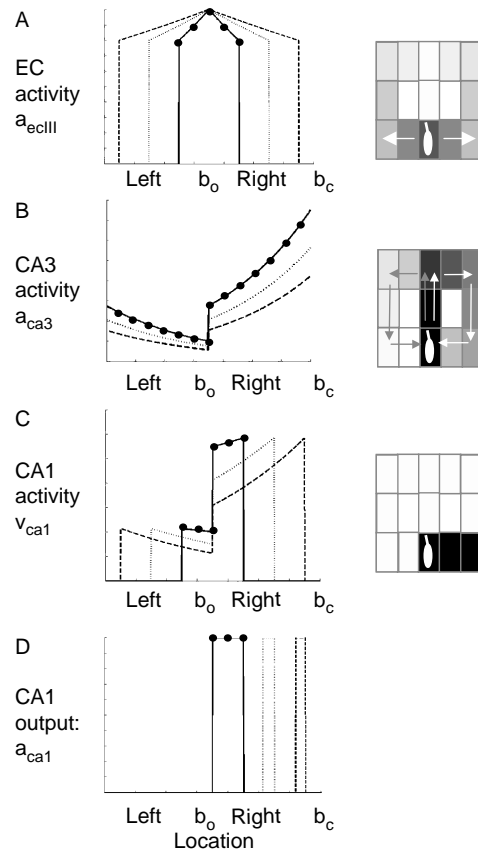 A
EC
activity
a_ecIII
Left b_o Right b_c
B
CA3
activity
a_ca3
Left b_o Right b_c
C
CA1
activity
v_ca1
Left b_o Right b_c
D
CA1
output:
a_ca1
Left b_o Right b_c
Location